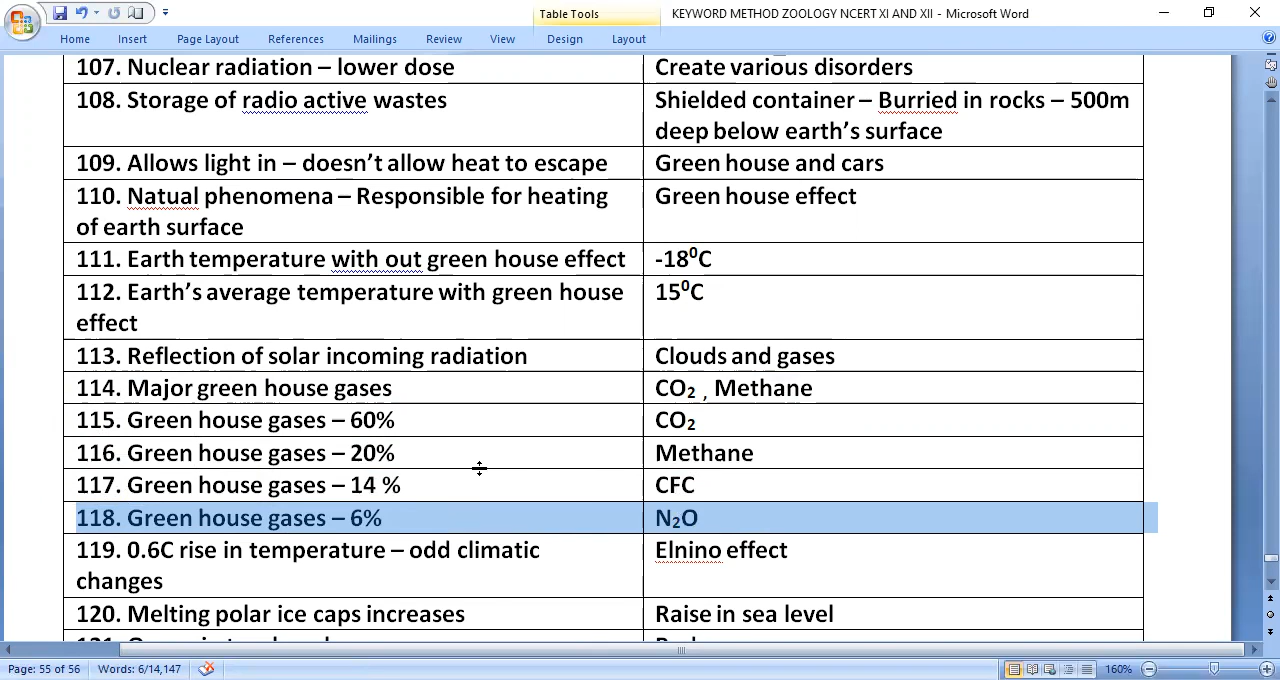 Table Tools
KEYWORD METHOD ZOOLOGY NCERT XI AND XII - Microsoft Word
Home Insert Page Layout References Mailings Review View Design Layout
107. Nuclear radiation – lower dose
Create various disorders
108. Storage of radio active wastes
Shielded container – Burried in rocks – 500m
deep below earth's surface
109. Allows light in – doesn't allow heat to escape
Green house and cars
110. Natual phenomena – Responsible for heating
of earth surface
Green house effect
111. Earth temperature with out green house effect
-18⁰C
112. Earth's average temperature with green house
effect
15⁰C
113. Reflection of solar incoming radiation
Clouds and gases
114. Major green house gases
CO₂ , Methane
115. Green house gases – 60%
CO₂
116. Green house gases – 20%
Methane
117. Green house gases – 14 %
CFC
118. Green house gases – 6%
N₂O
119. 0.6C rise in temperature – odd climatic
changes
Elnino effect
120. Melting polar ice caps increases
Raise in sea level
Page: 55 of 56 Words: 6/14,147 160%